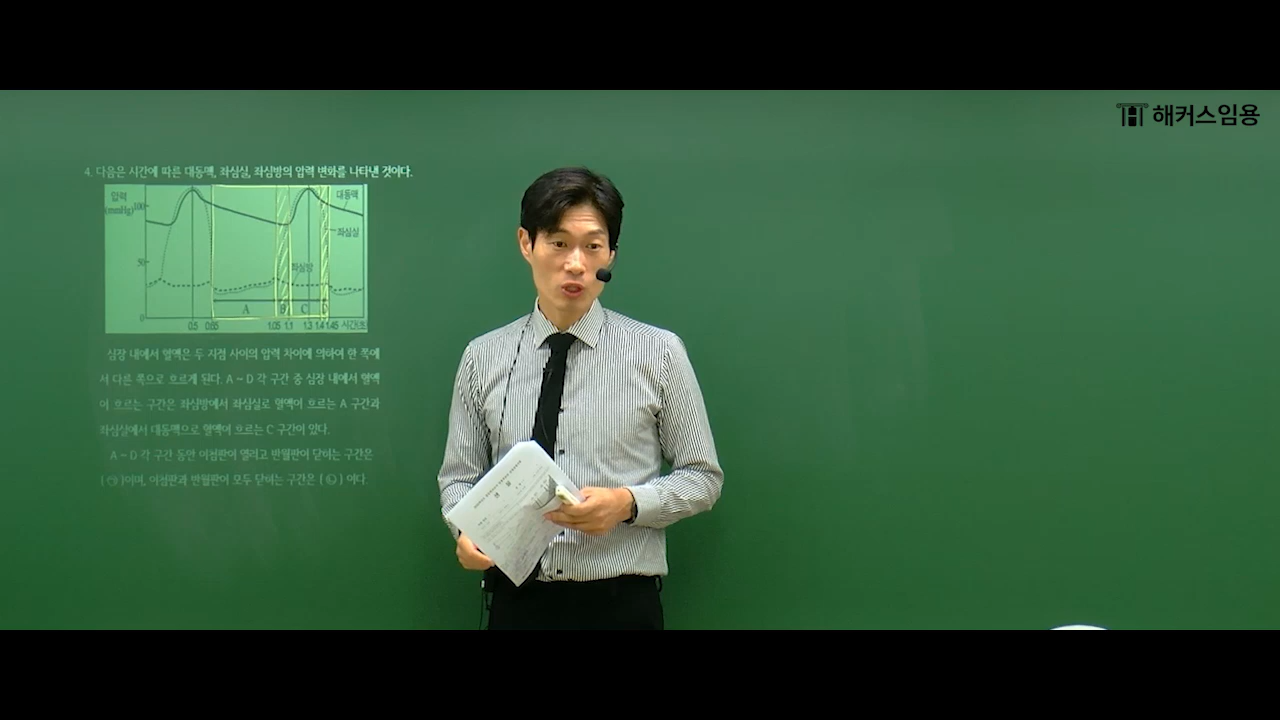 해커스임용
4. 다음은 시간에 따른 대동맥, 좌심실, 좌심방의 압력 변화를 나타낸 것이다.
압력
(mmHg)
100
50
0
대동맥
좌심실
좌심방
A B C
0.5 0.65 1.05 1.1 1.3 1.4 1.45 시간(초)
심장 내에서 혈액은 두 지점 사이의 압력 차이에 의하여 한 쪽에
서 다른 쪽으로 흐르게 된다. A ~ D 각 구간 중 심장 내에서 혈액
이 흐르는 구간은 좌심방에서 좌심실로 혈액이 흐르는 A 구간과
좌심실에서 대동맥으로 혈액이 흐르는 C 구간이 있다.
A ~ D 각 구간 동안 이첨판이 열리고 반월판이 닫히는 구간은
( ㉠ )이며, 이첨판과 반월판이 모두 닫히는 구간은 ( ㉡ ) 이다.